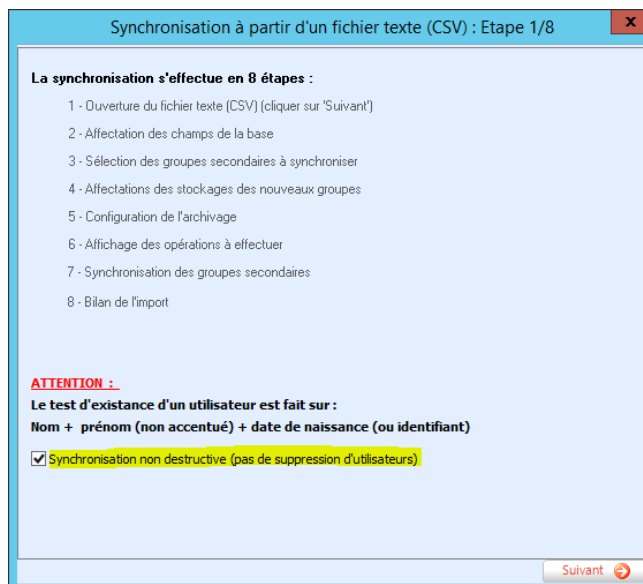 Synchronisation à partir d'un fichier texte (CSV) : Etape 1/8
x
La synchronisation s'effectue en 8 étapes :
1 - Ouverture du fichier texte (CSV) (cliquer sur 'Suivant')
2 - Affectation des champs de la base
3 - Sélection des groupes secondaires à synchroniser
4 - Affectations des stockages des nouveaux groupes
5 - Configuration de l'archivage
6 - Affichage des opérations à effectuer
7 - Synchronisation des groupes secondaires
8 - Bilan de l'import
ATTENTION :
Le test d'existance d'un utilisateur est fait sur :
Nom + prénom (non accentué) + date de naissance (ou identifiant)
Synchronisation non destructive (pas de suppression d'utilisateurs)
Suivant